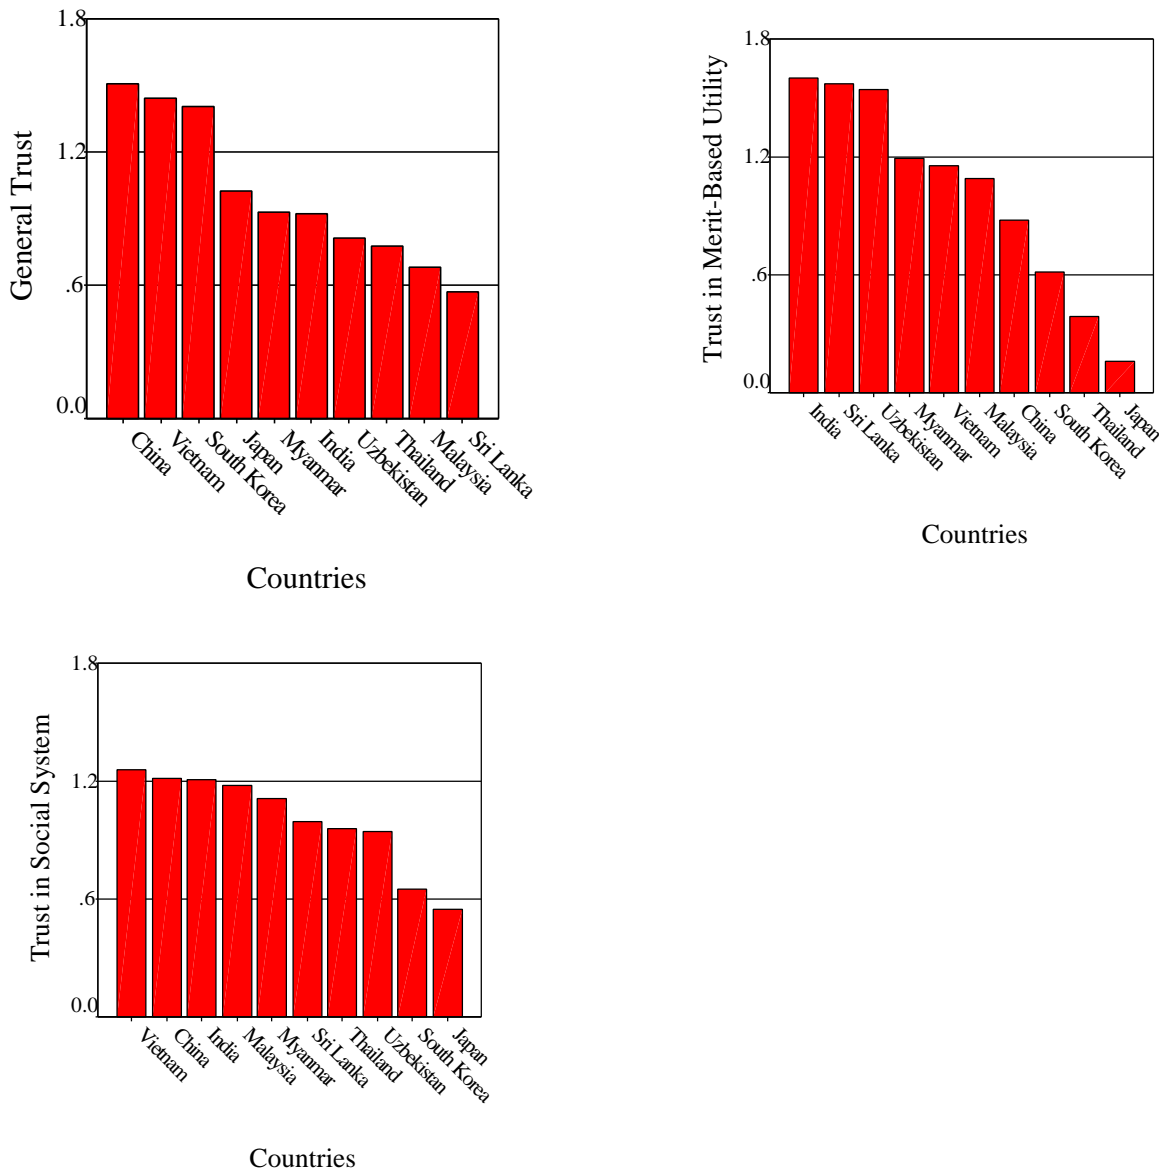 General Trust
1.8
1.2
.6
0.0
China
Vietnam
South Korea
Japan
Myanmar
India
Uzbekistan
Thailand
Malaysia
Sri Lanka
Countries
Trust in Merit-Based Utility
1.8
1.2
.6
0.0
India
Sri Lanka
Uzbekistan
Myanmar
Vietnam
Malaysia
China
South Korea
Thailand
Japan
Countries
Trust in Social System
1.8
1.2
.6
0.0
Vietnam
China
India
Malaysia
Myanmar
Sri Lanka
Thailand
Uzbekistan
South Korea
Japan
Countries